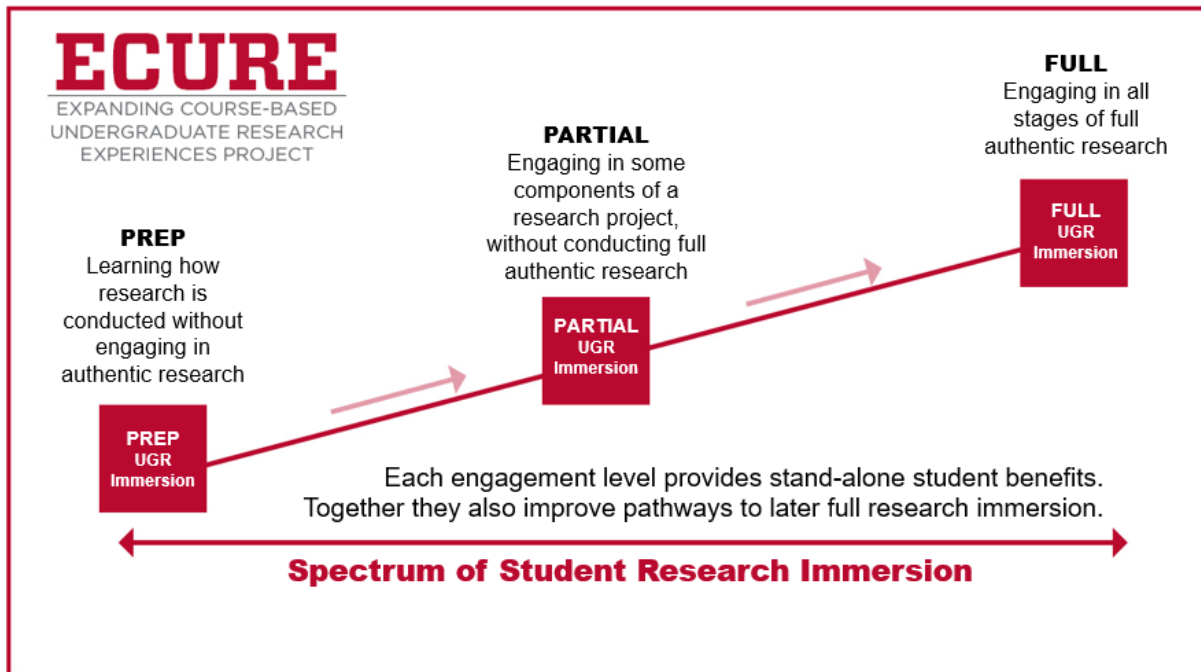 ECURE
EXPANDING COURSE-BASED
UNDERGRADUATE RESEARCH
EXPERIENCES PROJECT
PREP
Learning how
research is
conducted without
engaging in
authentic research
PREP
UGR
Immersion
PARTIAL
Engaging in some
components of a
research project,
without conducting full
authentic research
PARTIAL
UGR
Immersion
FULL
Engaging in all
stages of full
authentic research
FULL
UGR
Immersion
Each engagement level provides stand-alone student benefits.
Together they also improve pathways to later full research immersion.
Spectrum of Student Research Immersion